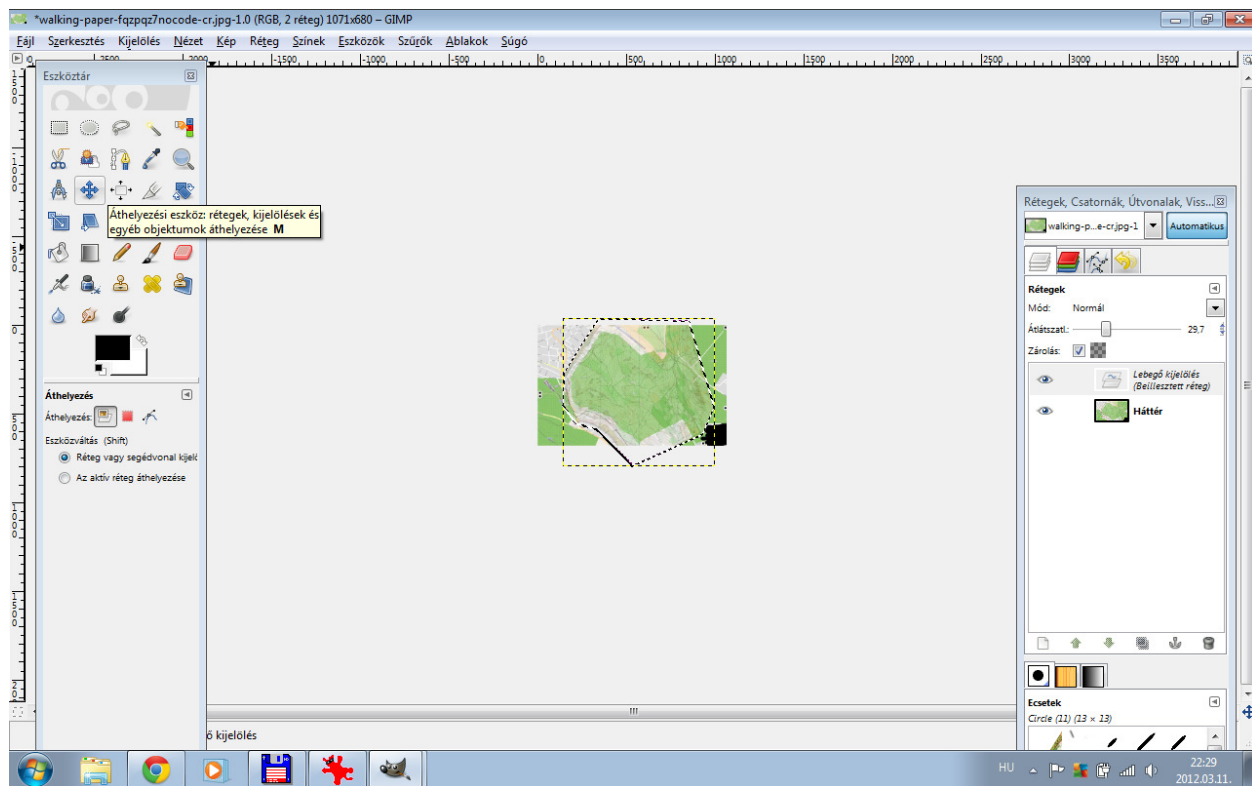 *walking-paper-fqzpqz7nocode-cr.jpg-1.0 (RGB, 2 réteg) 1071x680 – GIMP
Fájl Szerkesztés Kijelölés Nézet Kép Réteg Színek Eszközök Szűrők Ablakok Súgó
-1500 -1000 -500 0 500 1000 1500 2000 2500 3000 3500
Eszköztár
Áthelyezési eszköz: rétegek, kijelölések és
egyéb objektumok áthelyezése M
Áthelyezés
Áthelyezés:
Eszközváltás (Shift)
Réteg vagy segédvonal kijelö
Az aktív réteg áthelyezése
Rétegek, Csatornák, Útvonalak, Viss...
walking-p...e-cr.jpg-1 Automatikus
Rétegek
Mód: Normál
Átlátszatl.: 29,7
Zárolás:
Lebegő kijelölés
(Beillesztett réteg)
Háttér
Ecsetek
Circle (11) (13 × 13)
ő kijelölés
HU
22:29
2012.03.11.